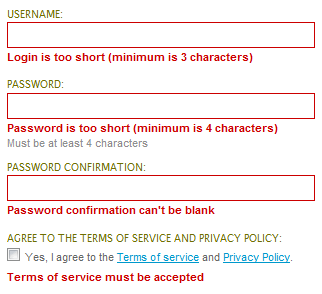 USERNAME:
Login is too short (minimum is 3 characters)
PASSWORD:
Password is too short (minimum is 4 characters)
Must be at least 4 characters
PASSWORD CONFIRMATION:
Password confirmation can't be blank
AGREE TO THE TERMS OF SERVICE AND PRIVACY POLICY:
Yes, I agree to the Terms of service and Privacy Policy.
Terms of service must be accepted